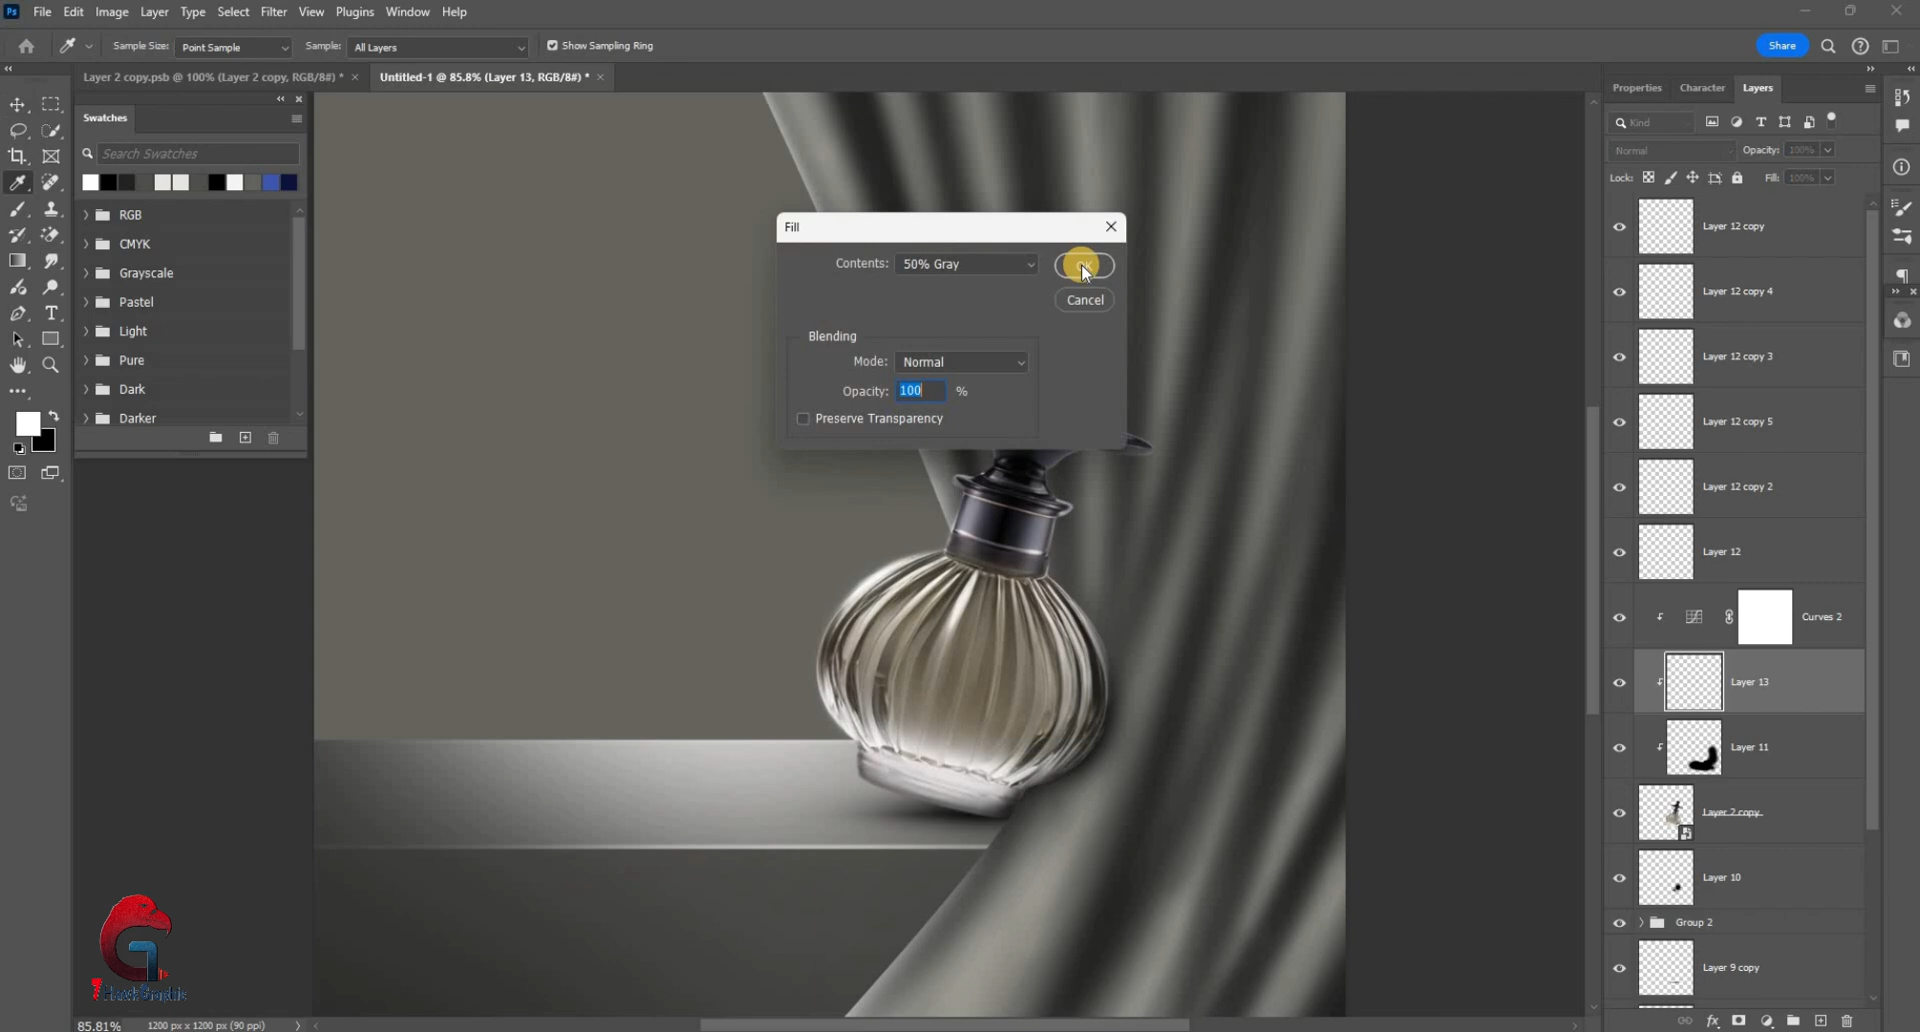 Ps File Edit Image Layer Type Select Filter View Plugins Window Help
Sample Size: Point Sample Sample: All Layers Show Sampling Ring Share
Layer 2 copy.psb @ 100% (Layer 2 copy, RGB/8#) * × Untitled-1 @ 85.8% (Layer 13, RGB/8#) * ×
Swatches
Search Swatches
RGB
CMYK
Grayscale
Pastel
Light
Pure
Dark
Darker
Fill
Contents: 50% Gray
OK
Cancel
Blending
Mode: Normal
Opacity: 100 %
Preserve Transparency
Properties Character Layers
Kind
Normal Opacity: 100%
Lock: Fill: 100%
Layer 12 copy
Layer 12 copy 4
Layer 12 copy 3
Layer 12 copy 5
Layer 12 copy 2
Layer 12
Curves 2
Layer 13
Layer 11
Layer 2 copy
Layer 10
Group 2
Layer 9 copy
fx
85.81% 1200 px x 1200 px (90 ppi)